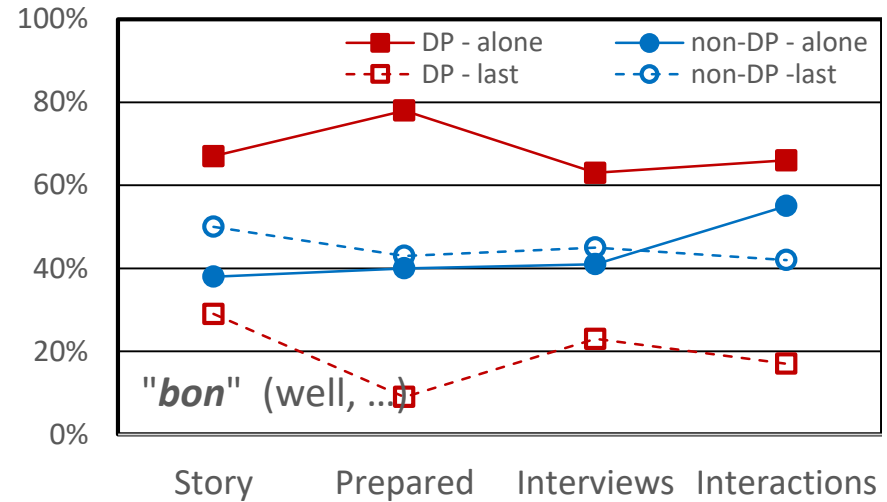 100%
DP - alone non-DP - alone
DP - last non-DP -last
80%
60%
40%
20%
"bon" (well, ...)
0%
Story Prepared Interviews Interactions